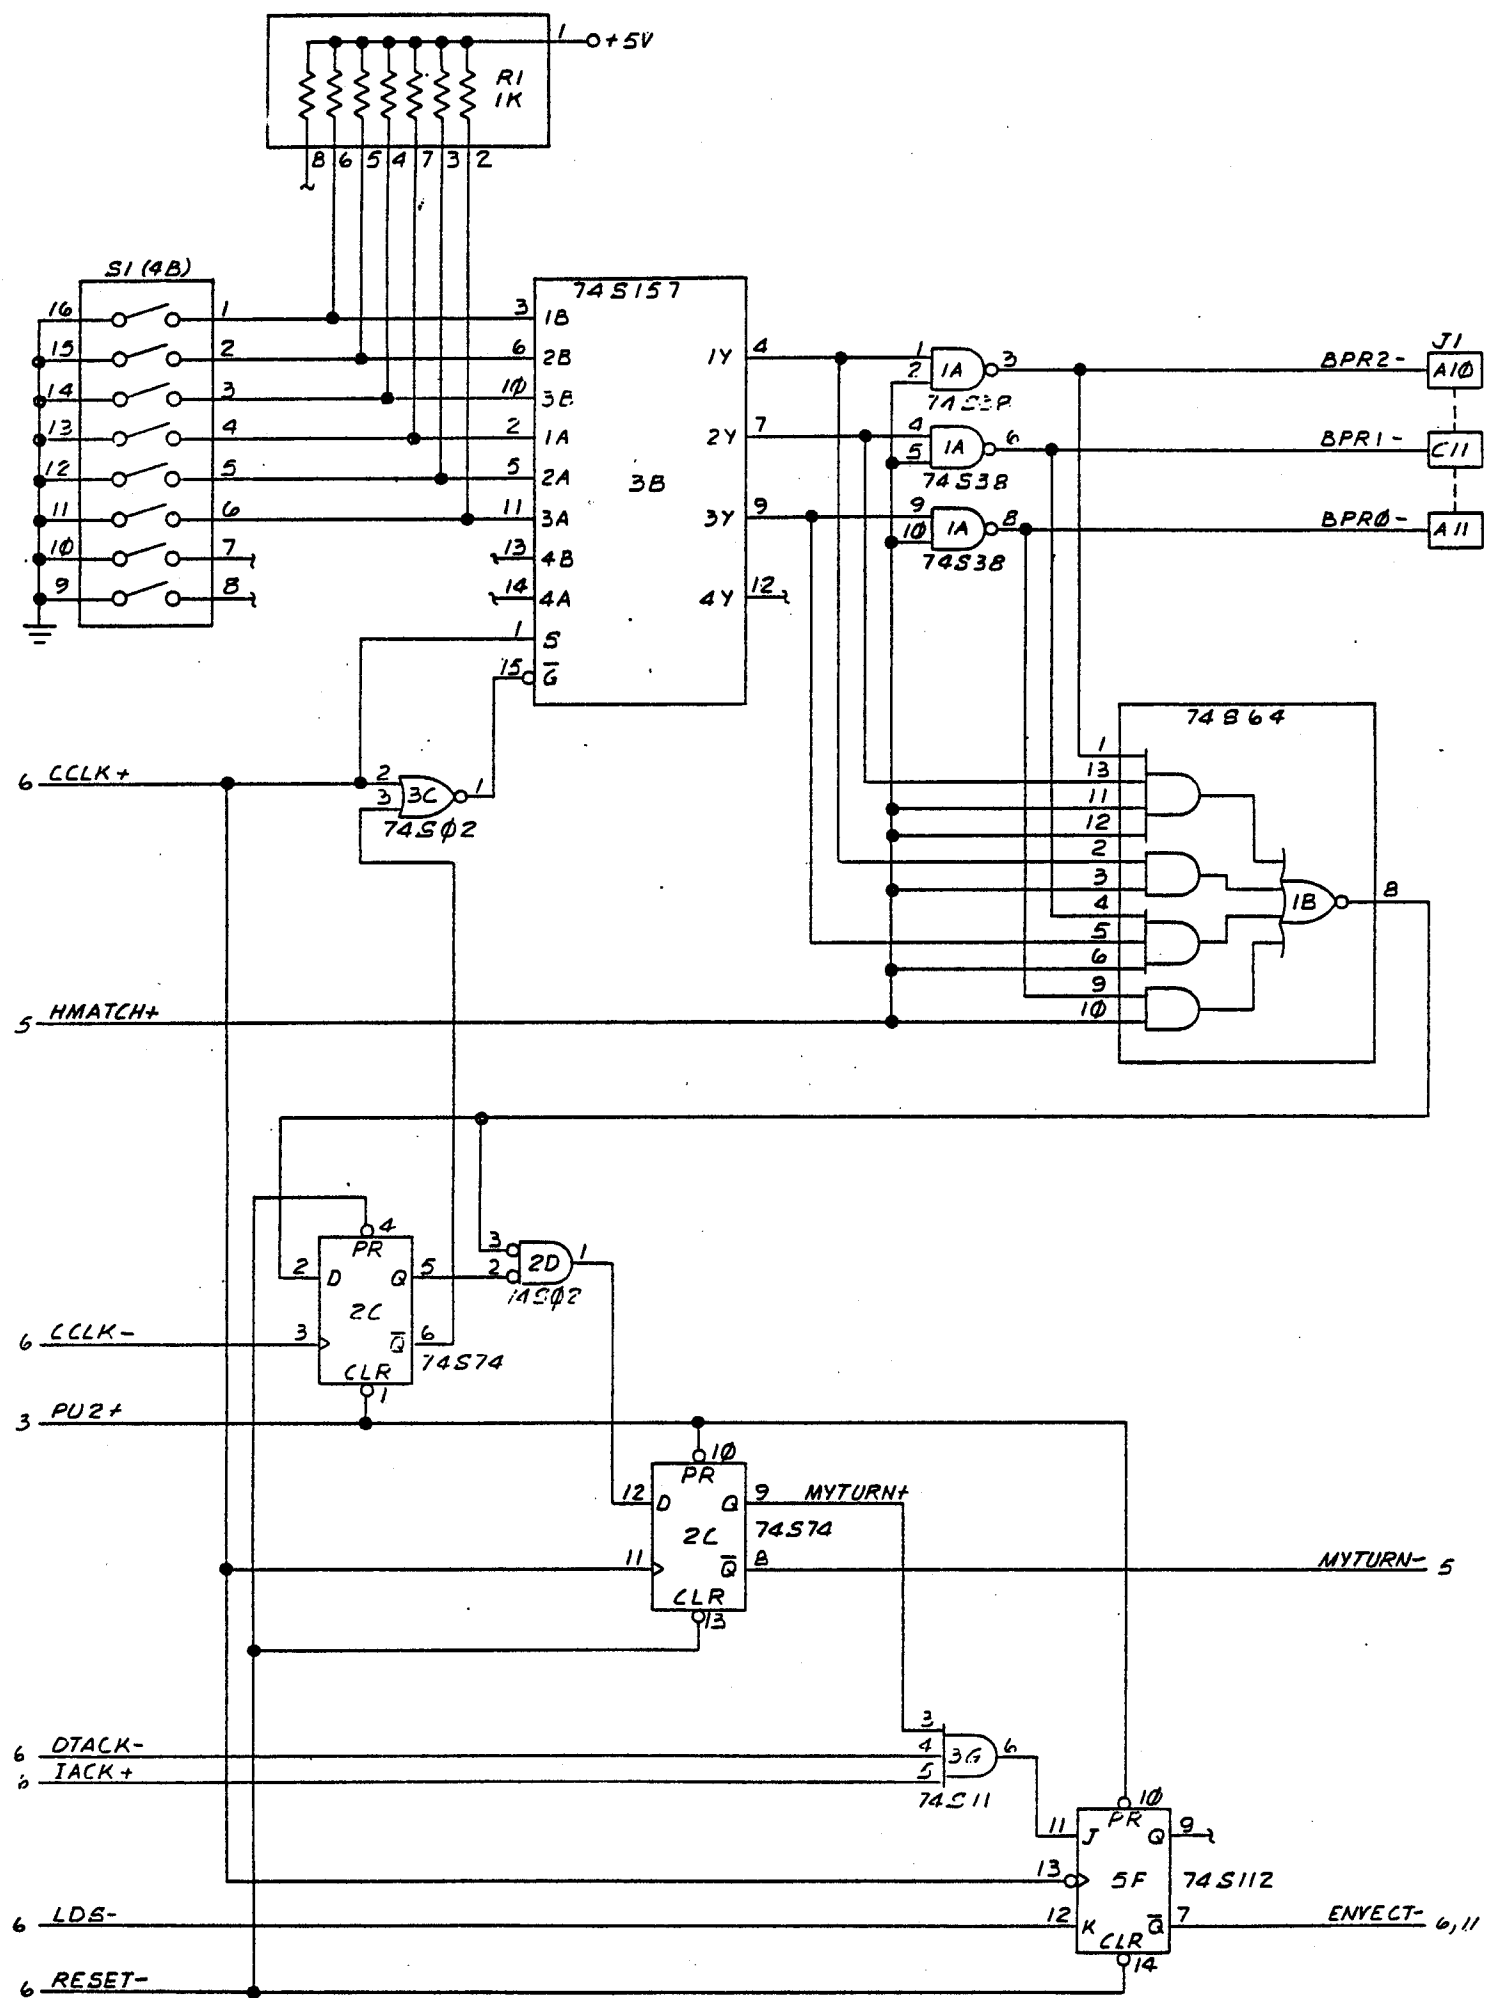 1
+5V
R1
1K
8 6 5 4 7 3 2
S1 (4B)
16 1
15 2
14 3
13 4
12 5
11 6
10 7
9 8
74S157
3 1B
6 2B
10 3B
2 1A
5 2A
11 3A
13 4B
14 4A
1 S
15 G
3B
1Y 4
2Y 7
3Y 9
4Y 12
1
2
1A
3
BPR2-
J1
A10
4
5
1A
6
74S38
BPR1-
C11
9
10
1A
8
74S38
BPR0-
A11
74S64
1
13
11
12
2
3
4
5
6
9
10
1B
8
6 CCLK+
2
3
3C
1
74S02
5 HMATCH+
4
PR
2 D Q 5
2C
6 CCLK- 3 Q 6
74S74
CLR
1
3
2
2D
1
74S02
3 PU2+
10
PR
12 D Q 9 MYTURN+
2C 74S74
11 Q 8 MYTURN- 5
CLR
13
6 DTACK-
IACK+
3
4
5
3G
6
74S11
10
PR
11 J Q 9
13 5F 74S112
6 LDS- 12 K Q 7 ENVECT- 6,11
CLR
14
6 RESET-